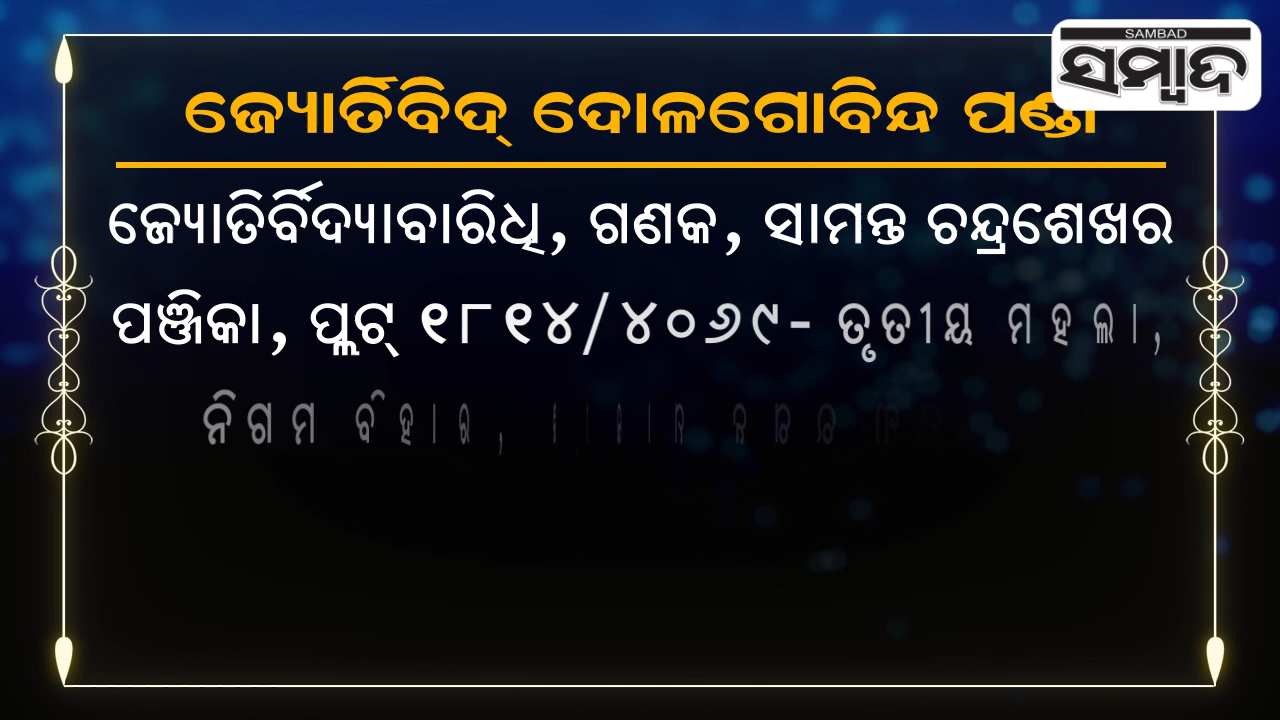 SAMBAD
ସମ୍ବାଦ
ଜ୍ୟୋର୍ତିବିଦ୍ ଦୋଳଗୋବିନ୍ଦ ପଣ୍ଡା
ଜ୍ୟୋତିର୍ବିଦ୍ୟାବାରିଧି, ଗଣକ, ସାମନ୍ତ ଚନ୍ଦ୍ରଶେଖର
ପଞ୍ଜିକା, ପ୍ଲଟ୍ ୧୮୧୪/୪୦୬୯- ତୃତୀୟ ମହଲା,
ନିଗମ ବିହାର,